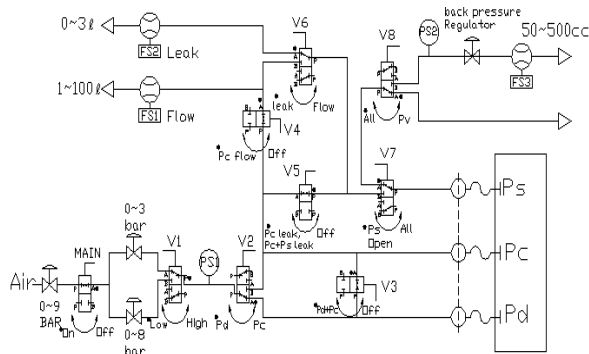 0~3ℓ
FS2 Leak
1~100ℓ
FS1 Flow
V6
leak
Flow
V4
Pc flow
Off
V8
PS2
back pressure
Regulator
50~500cc
FS3
All
Pv
V5
Pc leak,
Pc+Ps leak
Off
V7
Ps
Open
All
Ps
Pc
Pd
Air
0~9
BAR
MAIN
On
Off
0~3
bar
0~8
bar
V1
Low
High
PS1
V2
Pd
Pc
V3
Pd+Pc
Off